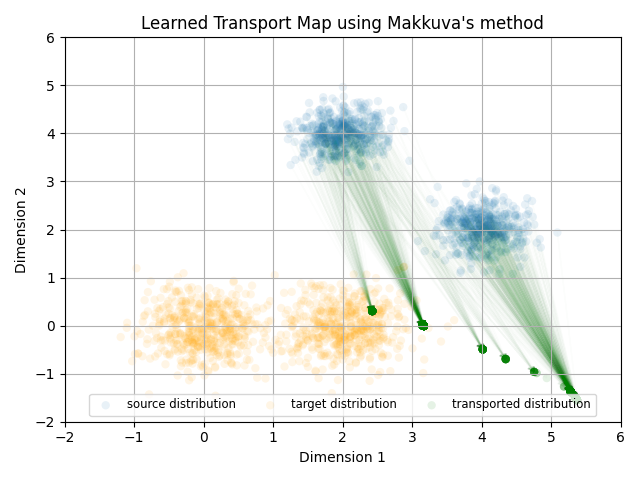 Learned Transport Map using Makkuva's method
6
5
4
3
2
1
0
−1
−2
Dimension 2
source distribution target distribution transported distribution
−2 −1 0 1 2 3 4 5 6
Dimension 1